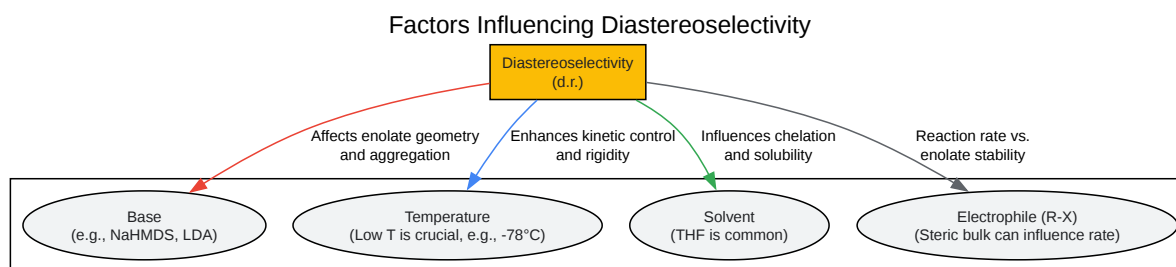 Factors Influencing Diastereoselectivity
Diastereoselectivity
(d.r.)
Affects enolate geometry
and aggregation
Enhances kinetic control
and rigidity
Influences chelation
and solubility
Reaction rate vs.
enolate stability
Base
(e.g., NaHMDS, LDA)
Temperature
(Low T is crucial, e.g., -78°C)
Solvent
(THF is common)
Electrophile (R-X)
(Steric bulk can influence rate)